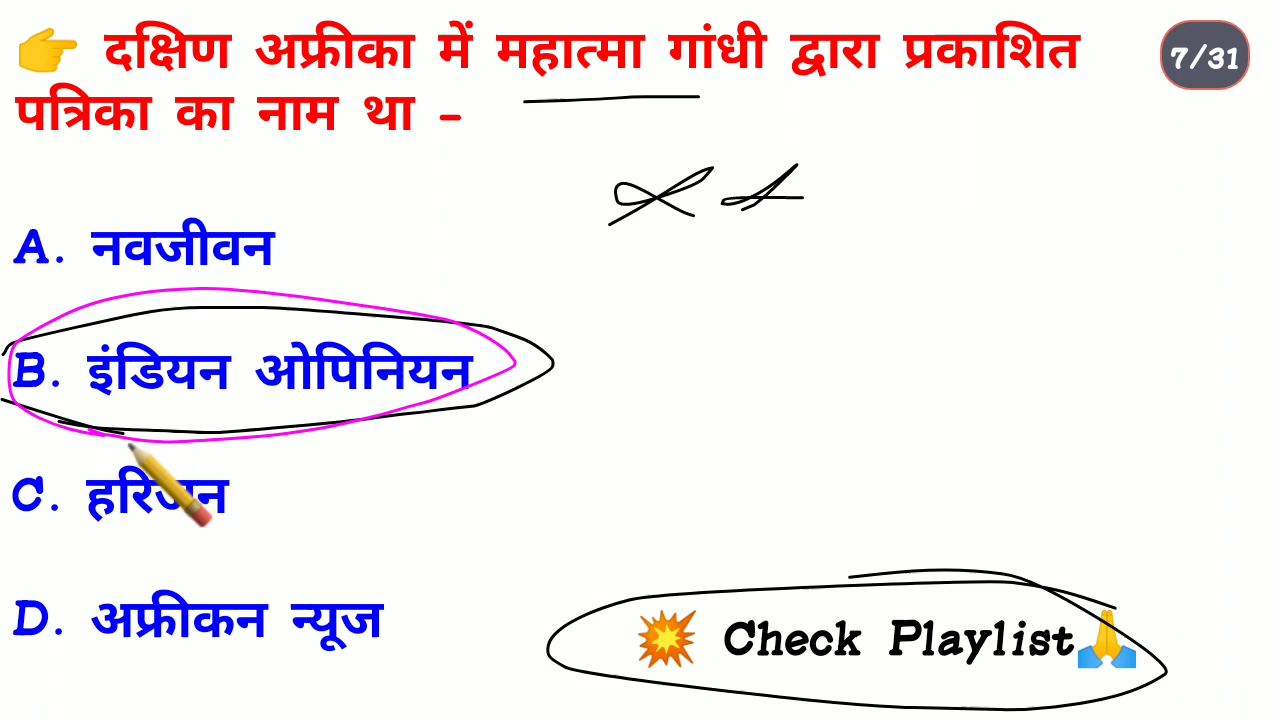 👉 दक्षिण अफ्रीका में महात्मा गांधी द्वारा प्रकाशित
7/31
पत्रिका का नाम था -
A. नवजीवन
B. इंडियन ओपिनियन
C. हरिजन
D. अफ्रीकन न्यूज
💥 Check Playlist🙏